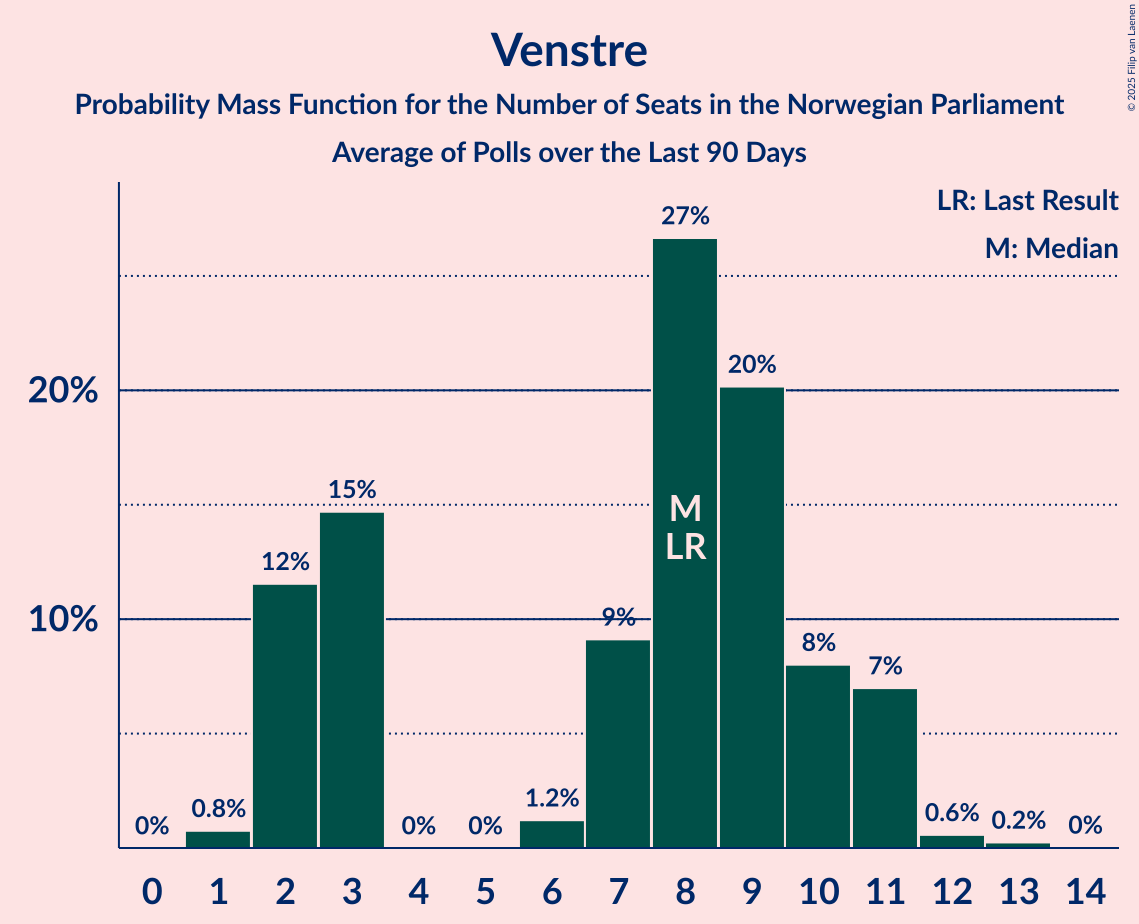 © 2025 Filip van Laenen
Venstre
Probability Mass Function for the Number of Seats in the Norwegian Parliament
Average of Polls over the Last 90 Days
LR: Last Result
M: Median
20%
10%
0%
0.8%
12%
15%
0%
0%
1.2%
9%
27%
20%
8%
7%
0.6%
0.2%
0%
M
LR
0 1 2 3 4 5 6 7 8 9 10 11 12 13 14